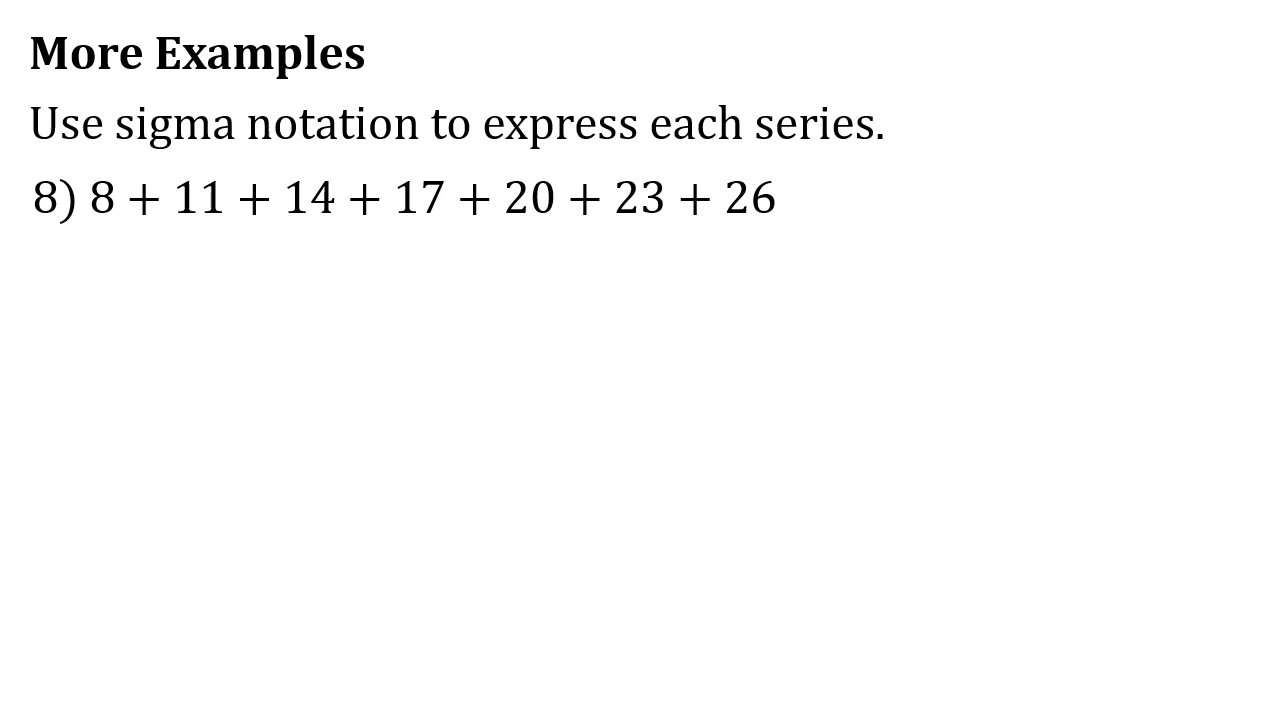 More Examples
Use sigma notation to express each series.
8) 8 + 11 + 14 + 17 + 20 + 23 + 26